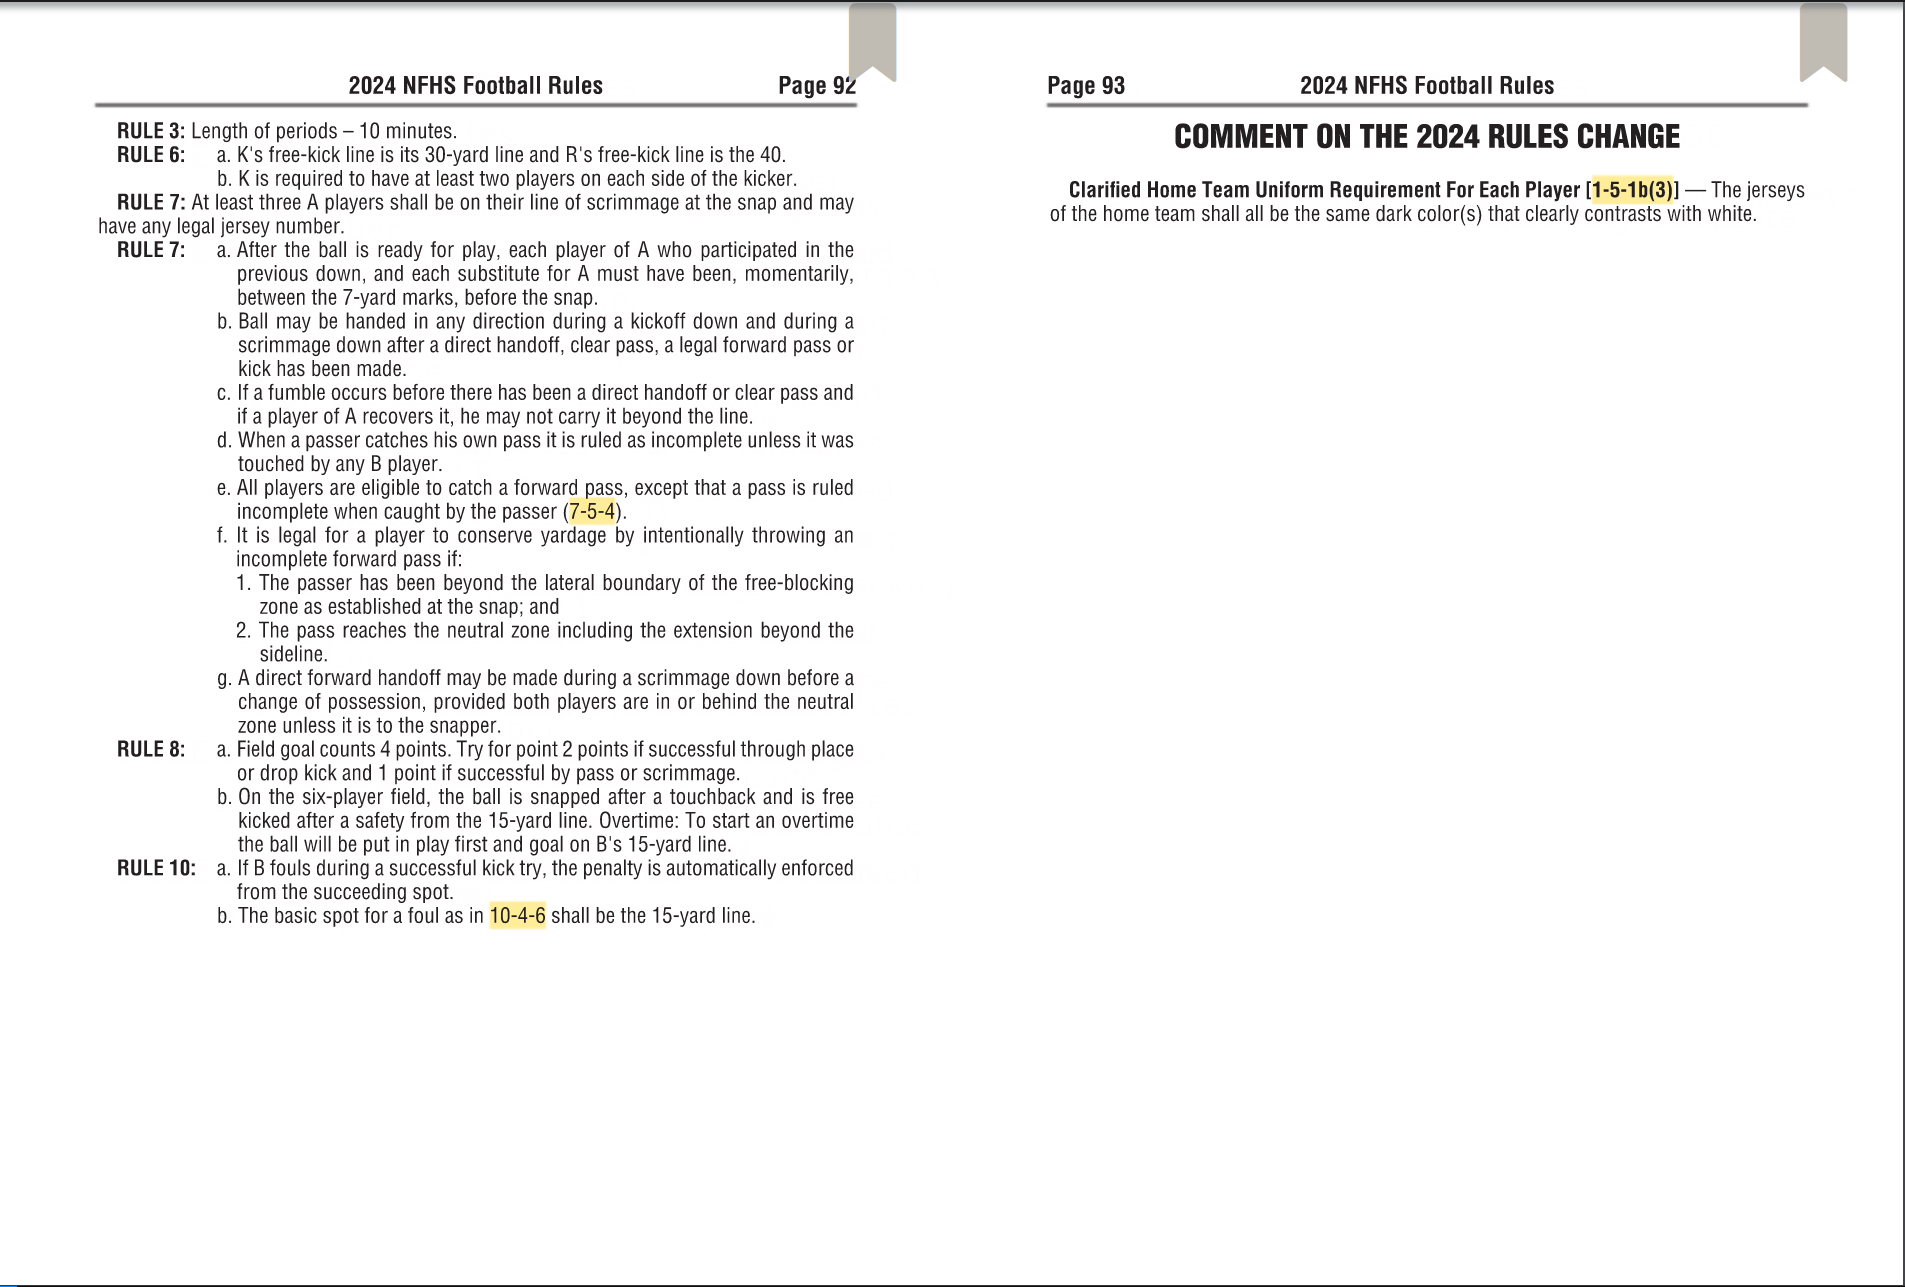 2024 NFHS Football Rules Page 92
RULE 3: Length of periods – 10 minutes.
RULE 6: a. K's free-kick line is its 30-yard line and R's free-kick line is the 40.
b. K is required to have at least two players on each side of the kicker.
RULE 7: At least three A players shall be on their line of scrimmage at the snap and may
have any legal jersey number.
RULE 7: a. After the ball is ready for play, each player of A who participated in the
previous down, and each substitute for A must have been, momentarily,
between the 7-yard marks, before the snap.
b. Ball may be handed in any direction during a kickoff down and during a
scrimmage down after a direct handoff, clear pass, a legal forward pass or
kick has been made.
c. If a fumble occurs before there has been a direct handoff or clear pass and
if a player of A recovers it, he may not carry it beyond the line.
d. When a passer catches his own pass it is ruled as incomplete unless it was
touched by any B player.
e. All players are eligible to catch a forward pass, except that a pass is ruled
incomplete when caught by the passer (7-5-4).
f. It is legal for a player to conserve yardage by intentionally throwing an
incomplete forward pass if:
1. The passer has been beyond the lateral boundary of the free-blocking
zone as established at the snap; and
2. The pass reaches the neutral zone including the extension beyond the
sideline.
g. A direct forward handoff may be made during a scrimmage down before a
change of possession, provided both players are in or behind the neutral
zone unless it is to the snapper.
RULE 8: a. Field goal counts 4 points. Try for point 2 points if successful through place
or drop kick and 1 point if successful by pass or scrimmage.
b. On the six-player field, the ball is snapped after a touchback and is free
kicked after a safety from the 15-yard line. Overtime: To start an overtime
the ball will be put in play first and goal on B's 15-yard line.
RULE 10: a. If B fouls during a successful kick try, the penalty is automatically enforced
from the succeeding spot.
b. The basic spot for a foul as in 10-4-6 shall be the 15-yard line.
Page 93 2024 NFHS Football Rules
COMMENT ON THE 2024 RULES CHANGE
Clarified Home Team Uniform Requirement For Each Player [1-5-1b(3)] — The jerseys
of the home team shall all be the same dark color(s) that clearly contrasts with white.